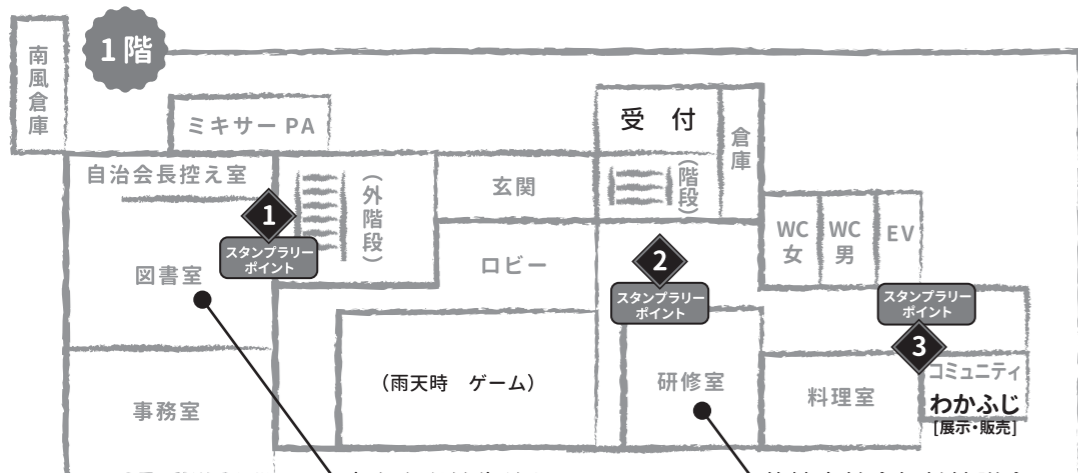 南風倉庫
1階
ミキサー PA
受　付
倉庫
自治会長控え室
(外階段)
玄関
(階段)
WC
女
WC
男
EV
1
スタンプラリー
ポイント
図書室
ロビー
2
スタンプラリー
ポイント
スタンプラリー
ポイント
3
(雨天時　ゲーム)
研修室
料理室
コミュニティ
わかふじ
[展示・販売]
事務室